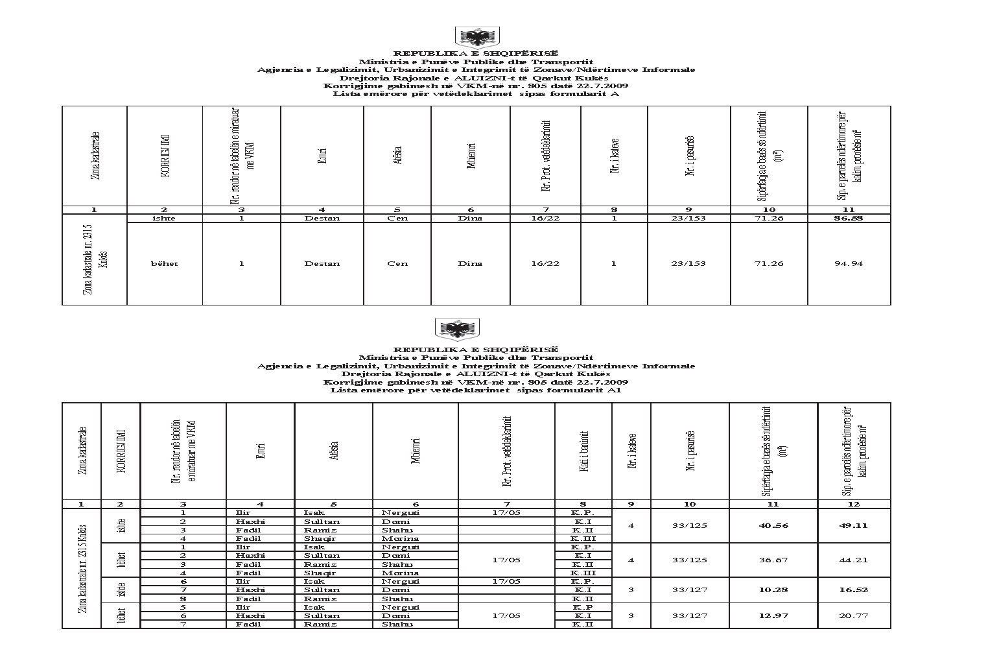 REPUBLIKA E SHQIPËRISË
Ministria e Punëve Publike dhe Transportit
Agjencia e Legalizimit, Urbanizimit e Integrimit të Zonave/Ndërtimeve Informale
Drejtoria Rajonale e ALUIZNI-t të Qarkut Kukës
Korrigjime gabimesh në VKM-në nr. 805 datë 22.7.2009
Lista emërore për vetëdeklarimet sipas formularit A
Zona kadastrale
KORRIGJIMI
Nr. rendor në tabelën e miratuar
me VKM
Emri
Atësia
Mbiemri
Nr. Prot. vetëdeklarimit
Nr. i kateve
Nr. i pasurisë
Sipërfaqja e bazës së ndërtimit
(m²)
Sip. e parcelës ndërtimore për
kalim pronësie m²
1 2 3 4 5 6 7 8 9 10 11
Zona kadastrale nr. 2315
Kukës
ishte 1 Destan Cen Dina 16/22 1 23/153 71.26 86.58
bëhet 1 Destan Cen Dina 16/22 1 23/153 71.26 94.94
REPUBLIKA E SHQIPËRISË
Ministria e Punëve Publike dhe Transportit
Agjencia e Legalizimit, Urbanizimit e Integrimit të Zonave/Ndërtimeve Informale
Drejtoria Rajonale e ALUIZNI-t të Qarkut Kukës
Korrigjime gabimesh në VKM-në nr. 805 datë 22.7.2009
Lista emërore për vetëdeklarimet sipas formularit A1
Zona kadastrale
KORRIGJIMI
Nr. rendor në tabelën
e miratuar me VKM
Emri
Atësia
Mbiemri
Nr. Prot. vetëdeklarimit
Kati i banimit
Nr. i kateve
Nr. i pasurisë
Sipërfaqja e bazës së ndërtimit
(m²)
Sip. e parcelës ndërtimore për
kalim pronësie m²
1 2 3 4 5 6 7 8 9 10 11 12
Zona kadastrale nr. 2315 Kukës
ishte
1 Ilir Isak Nerguti 17/05 K.P.
2 Haxhi Sulltan Domi K.I
3 Fadil Ramiz Shahu K.II
4 Fadil Shaqir Morina K.III
4 33/125 40.56 49.11
bëhet
1 Ilir Isak Nerguti K.P.
2 Haxhi Sulltan Domi K.I
3 Fadil Ramiz Shahu K.II
4 Fadil Shaqir Morina K.III
17/05 4 33/125 36.67 44.21
ishte
6 Ilir Isak Nerguti 17/05 K.P.
7 Haxhi Sulltan Domi K.I
8 Fadil Ramiz Shahu K.II
3 33/127 10.28 16.52
bëhet
5 Ilir Isak Nerguti K.P
6 Haxhi Sulltan Domi K.I
7 Fadil Ramiz Shahu K.II
17/05 3 33/127 12.97 20.77